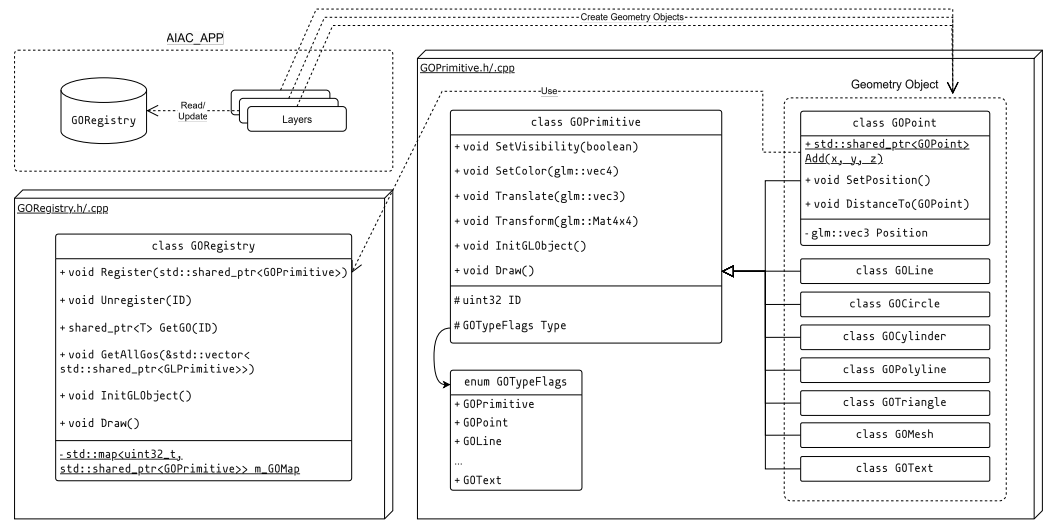 Create Geometry Objects
AIAC_APP
GORegistry
Read/
Update
Layers
GOPrimitive.h/.cpp
Use
Geometry Object
class GOPrimitive
+ void SetVisibility(boolean)
+ void SetColor(glm::vec4)
+ void Translate(glm::vec3)
+ void Transform(glm::Mat4x4)
+ void InitGLObject()
+ void Draw()
# uint32 ID
# GOTypeFlags Type
enum GOTypeFlags
+ GOPrimitive
+ GOPoint
+ GOLine
...
+ GOText
class GOPoint
+ std::shared_ptr<GOPoint>
Add(x, y, z)
+ void SetPosition()
+ void DistanceTo(GOPoint)
- glm::vec3 Position
class GOLine
class GOCircle
class GOCylinder
class GOPolyline
class GOTriangle
class GOMesh
class GOText
GORegistry.h/.cpp
class GORegistry
+ void Register(std::shared_ptr<GOPrimitive>)
+ void Unregister(ID)
+ shared_ptr<T> GetGO(ID)
+ void GetAllGos(&std::vector<
std::shared_ptr<GLPrimitive>>)
+ void InitGLObject()
+ void Draw()
- std::map<uint32_t,
std::shared_ptr<GOPrimitive>> m_GOMap